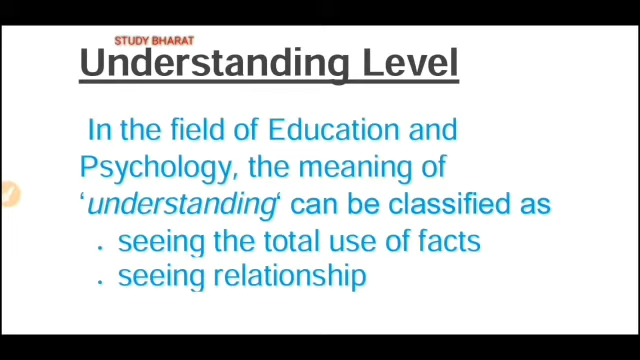 STUDY BHARAT
Understanding Level
In the field of Education and
Psychology, the meaning of
‘understanding‘ can be classified as
• seeing the total use of facts
• seeing relationship